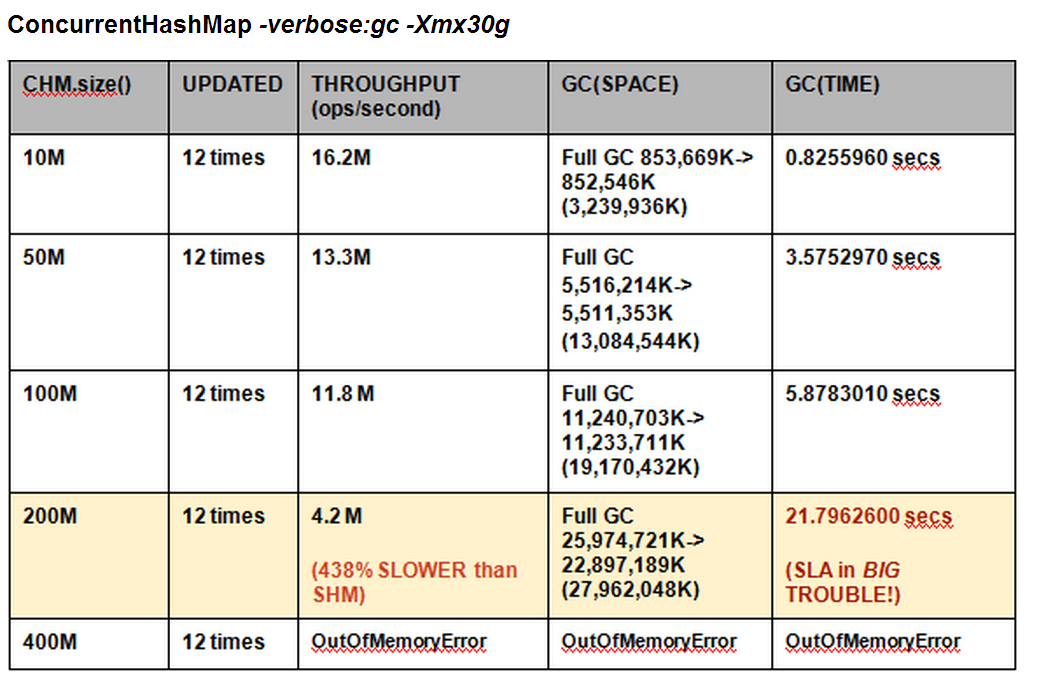 ConcurrentHashMap -verbose:gc -Xmx30g
CHM.size()
UPDATED
THROUGHPUT
(ops/second)
GC(SPACE)
GC(TIME)
10M
12 times
16.2M
Full GC 853,669K->
852,546K
(3,239,936K)
0.8255960 secs
50M
12 times
13.3M
Full GC
5,516,214K->
5,511,353K
(13,084,544K)
3.5752970 secs
100M
12 times
11.8 M
Full GC
11,240,703K->
11,233,711K
(19,170,432K)
5.8783010 secs
200M
12 times
4.2 M
(438% SLOWER than
SHM)
Full GC
25,974,721K->
22,897,189K
(27,962,048K)
21.7962600 secs
(SLA in BIG
TROUBLE!)
400M
12 times
OutOfMemoryError
OutOfMemoryError
OutOfMemoryError